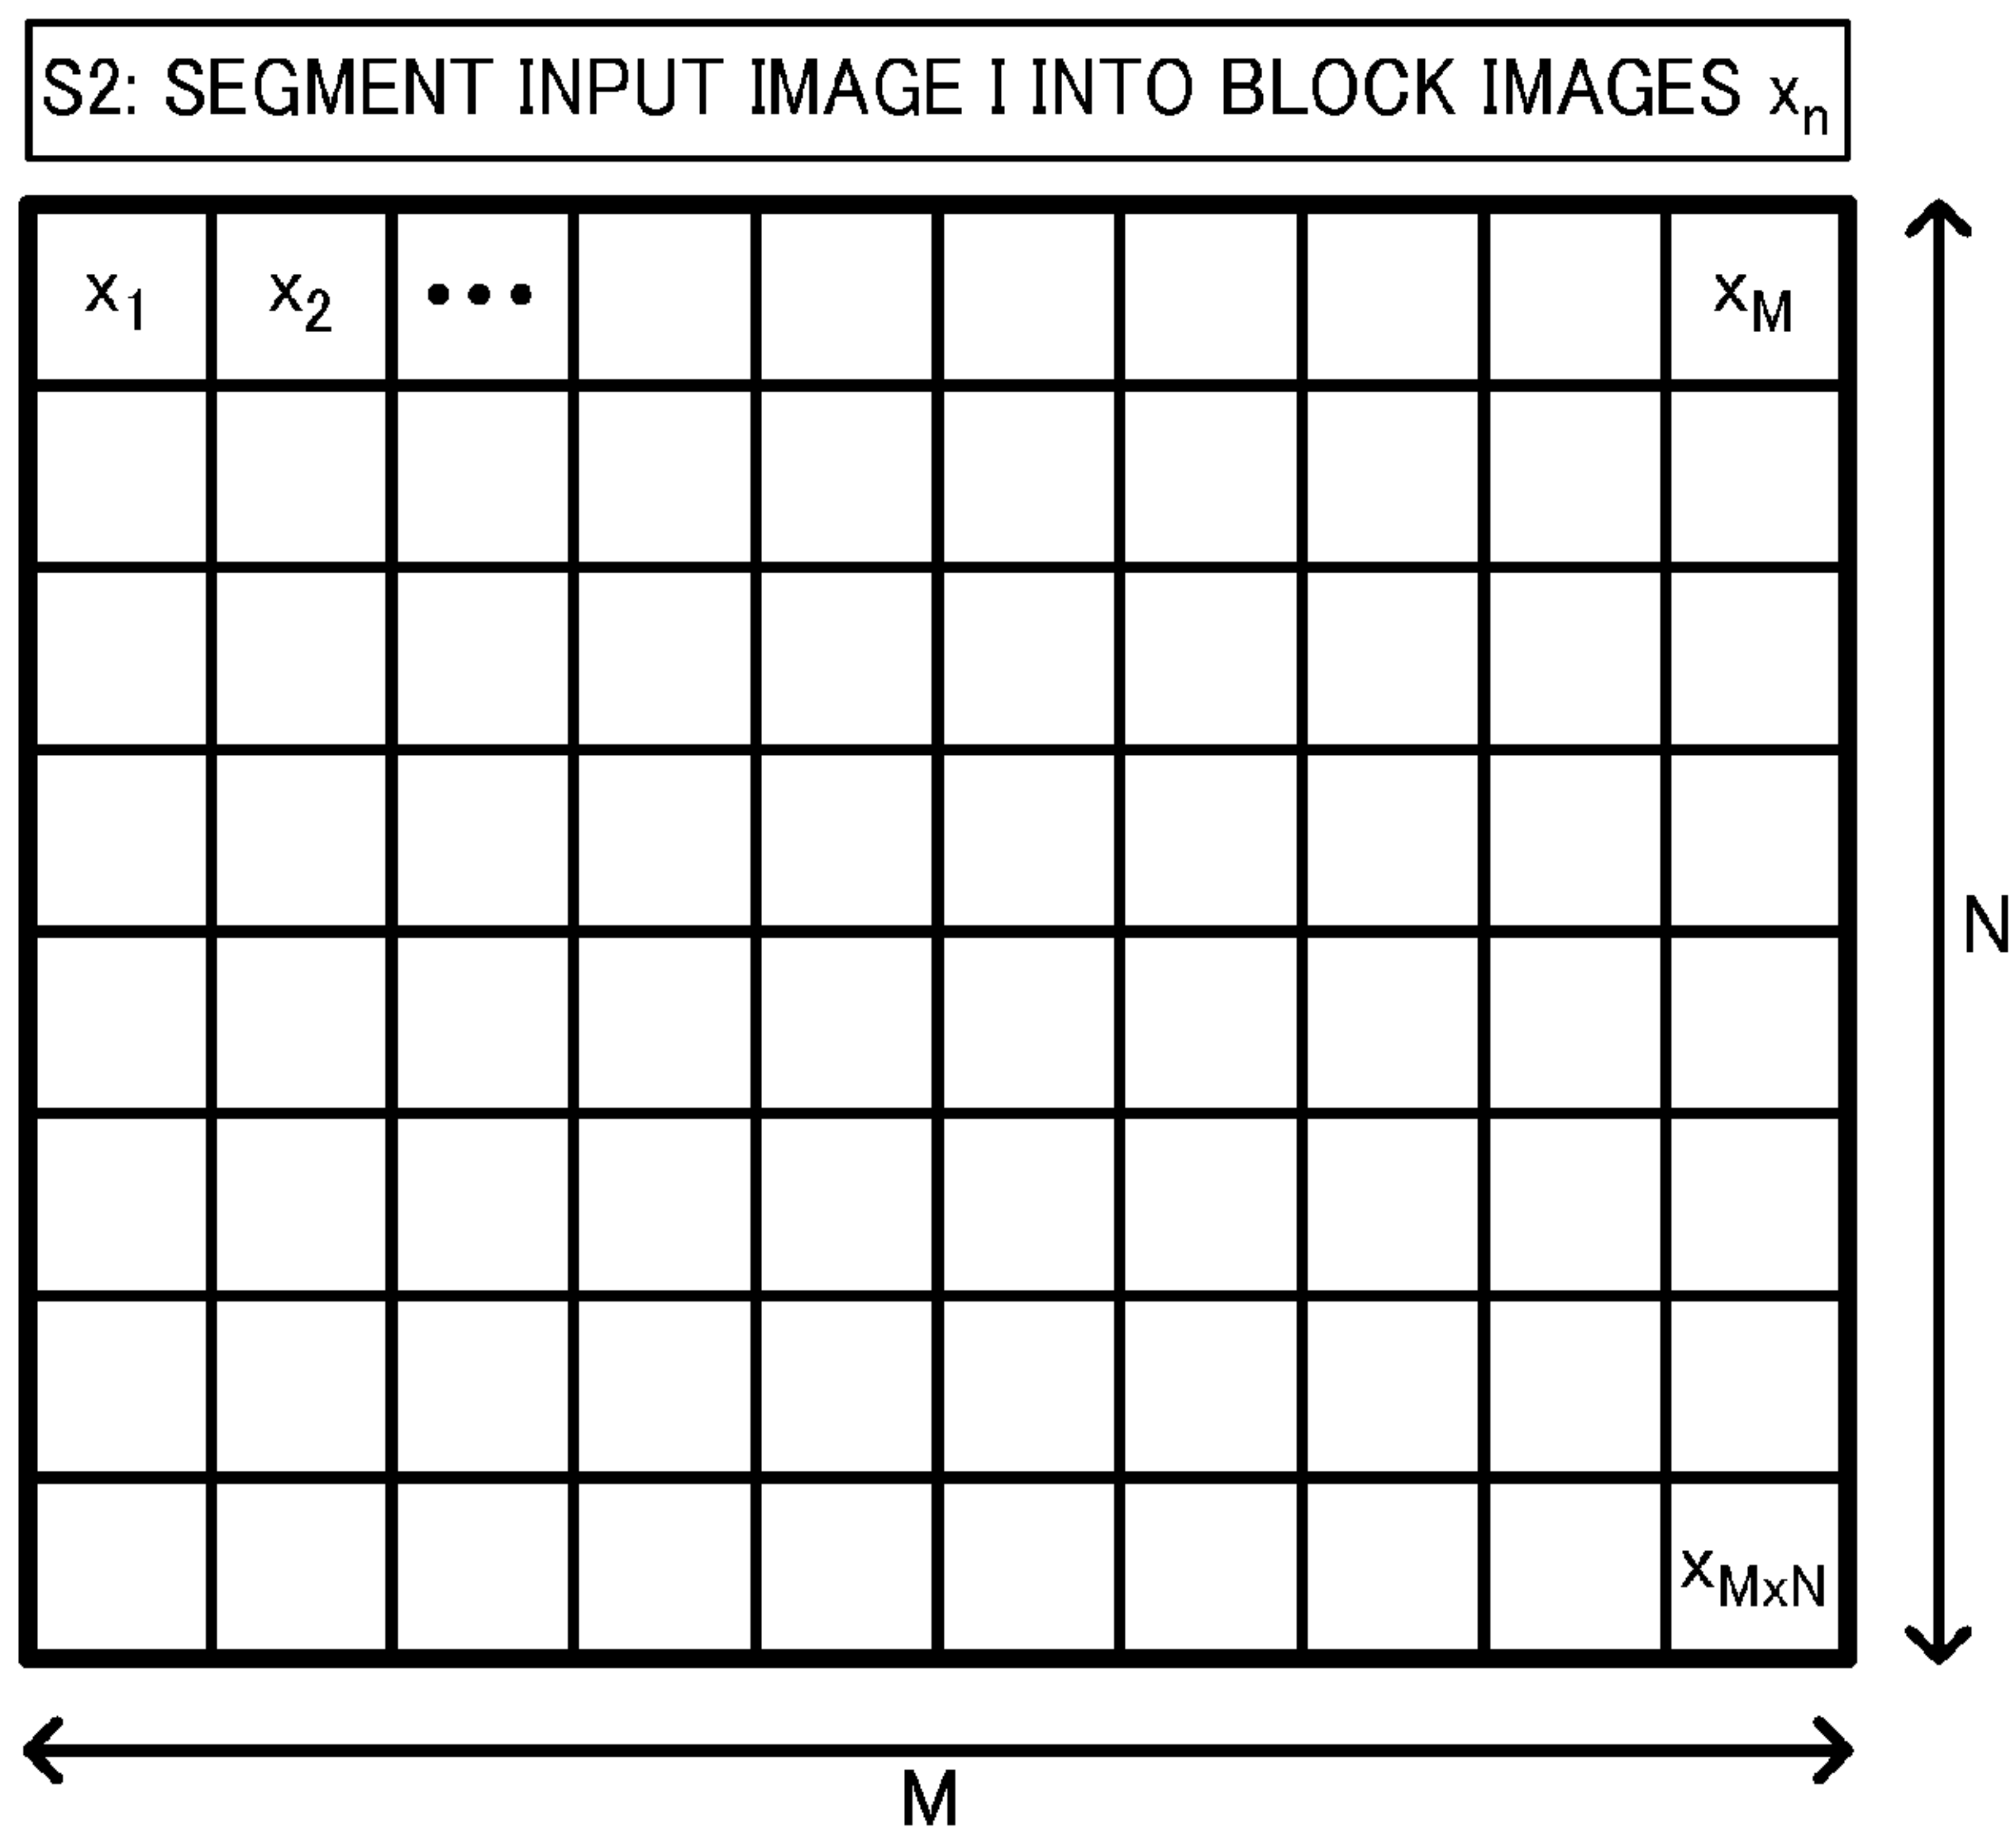 S2: SEGMENT INPUT IMAGE I INTO BLOCK IMAGES xn
x1 x2 ••• xM
N
xMxN
M